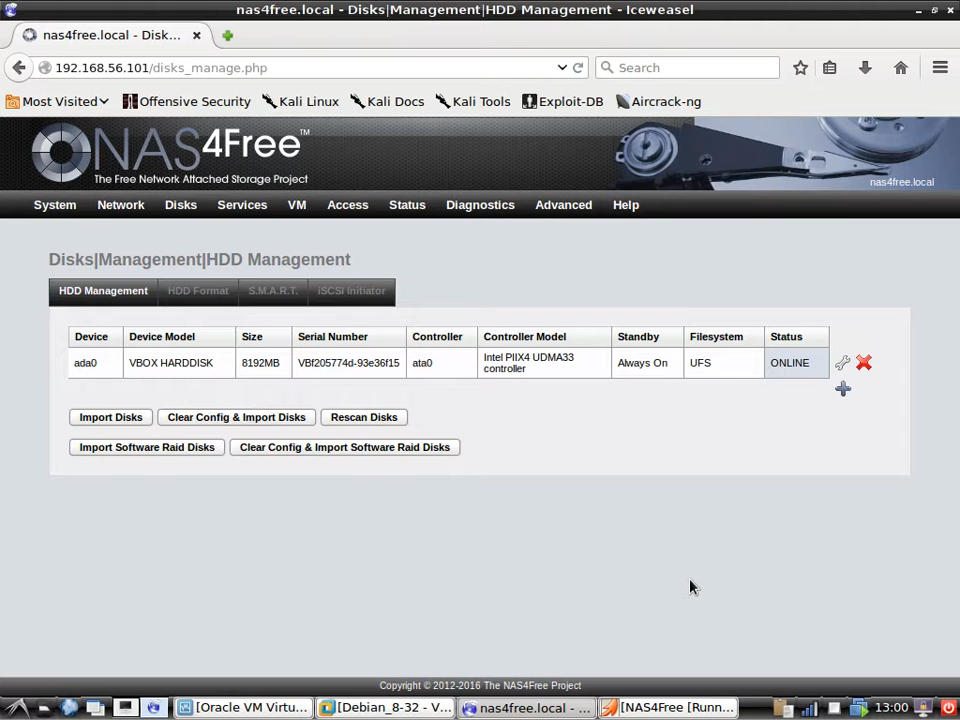 nas4free.local - Disks|Management|HDD Management - Iceweasel
nas4free.local - Disk...
192.168.56.101/disks_manage.php
Search
Most Visited
Offensive Security
Kali Linux
Kali Docs
Kali Tools
Exploit-DB
Aircrack-ng
NAS4Free™
The Free Network Attached Storage Project
nas4free.local
System Network Disks Services VM Access Status Diagnostics Advanced Help
Disks|Management|HDD Management
HDD Management HDD Format S.M.A.R.T. iSCSI Initiator
Device Device Model Size Serial Number Controller Controller Model Standby Filesystem Status
ada0 VBOX HARDDISK 8192MB VBf205774d-93e36f15 ata0 Intel PIIX4 UDMA33 controller Always On UFS ONLINE
Import Disks Clear Config & Import Disks Rescan Disks
Import Software Raid Disks Clear Config & Import Software Raid Disks
Copyright © 2012-2016 The NAS4Free Project
[Oracle VM Virtu... [Debian_8-32 - V... nas4free.local - ... [NAS4Free [Runn... 13:00